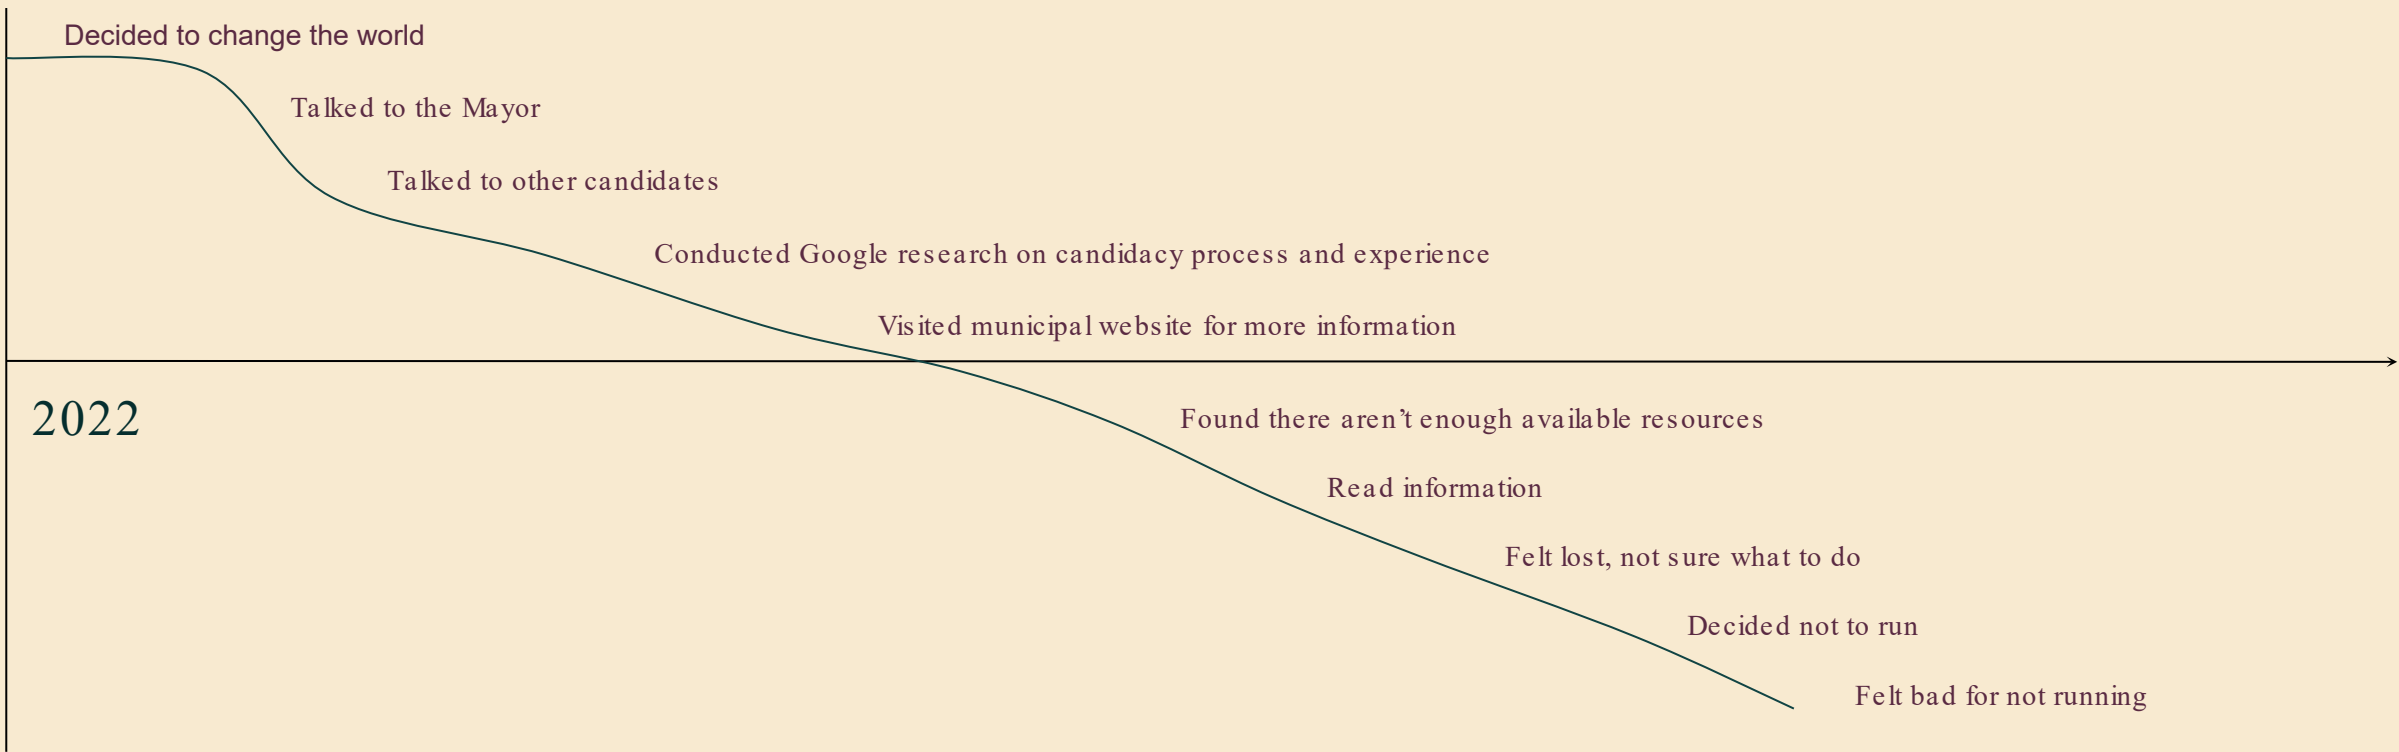 Decided to change the world
Talked to the Mayor
Talked to other candidates
Conducted Google research on candidacy process and experience
Visited municipal website for more information
2022
Found there aren’t enough available resources
Read information
Felt lost, not sure what to do
Decided not to run
Felt bad for not running